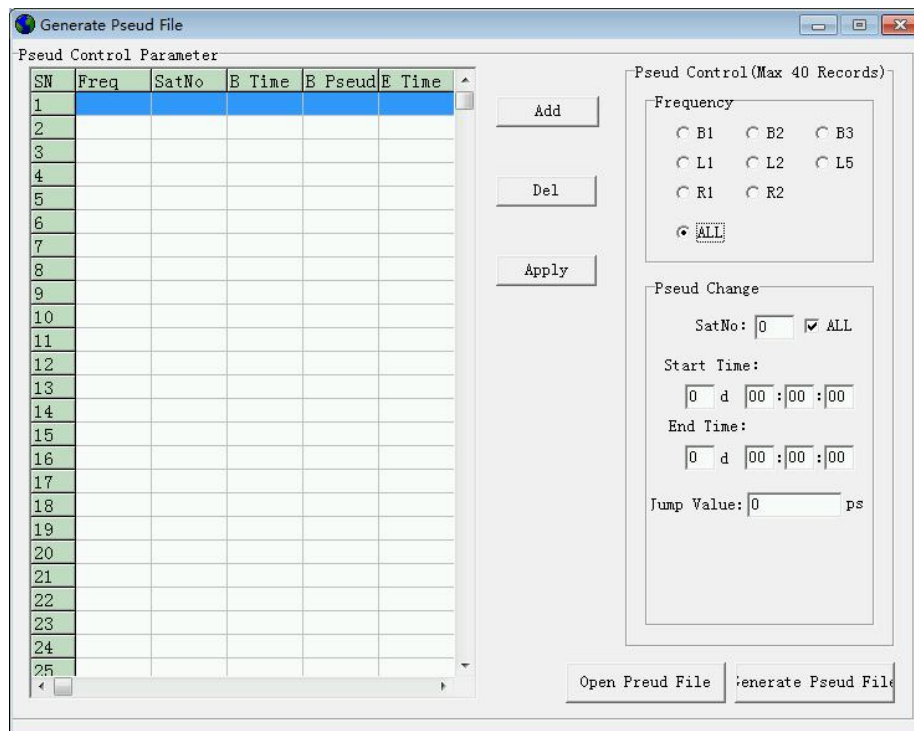 Generate Pseud File
Pseud Control Parameter
SN Freq SatNo B Time B Pseud E Time
1
2
3
4
5
6
7
8
9
10
11
12
13
14
15
16
17
18
19
20
21
22
23
24
25
Add
Del
Apply
Pseud Control(Max 40 Records)
Frequency
B1 B2 B3
L1 L2 L5
R1 R2
ALL
Pseud Change
SatNo: 0 ALL
Start Time:
0 d 00 :00 :00
End Time:
0 d 00 :00 :00
Jump Value: 0 ps
Open Preud File
Generate Pseud File